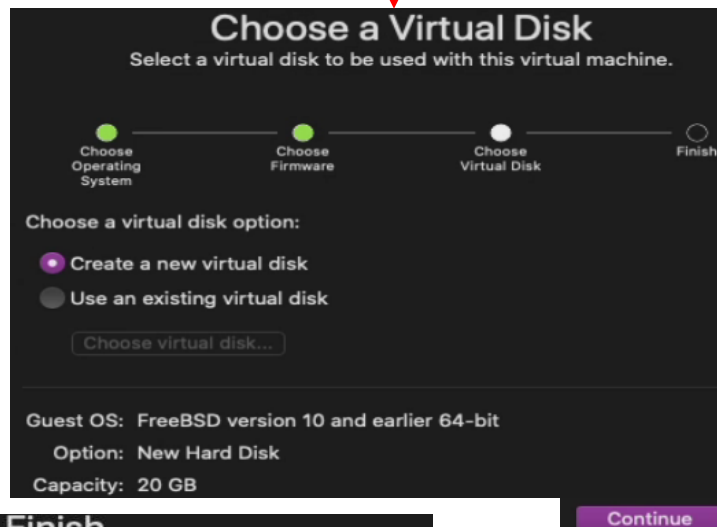 Choose a Virtual Disk
Select a virtual disk to be used with this virtual machine.
Choose
Operating
System
Choose
Firmware
Choose
Virtual Disk
Finish
Choose a virtual disk option:
Create a new virtual disk
Use an existing virtual disk
Choose virtual disk...
Guest OS: FreeBSD version 10 and earlier 64-bit
Option: New Hard Disk
Capacity: 20 GB
Continue
Finish